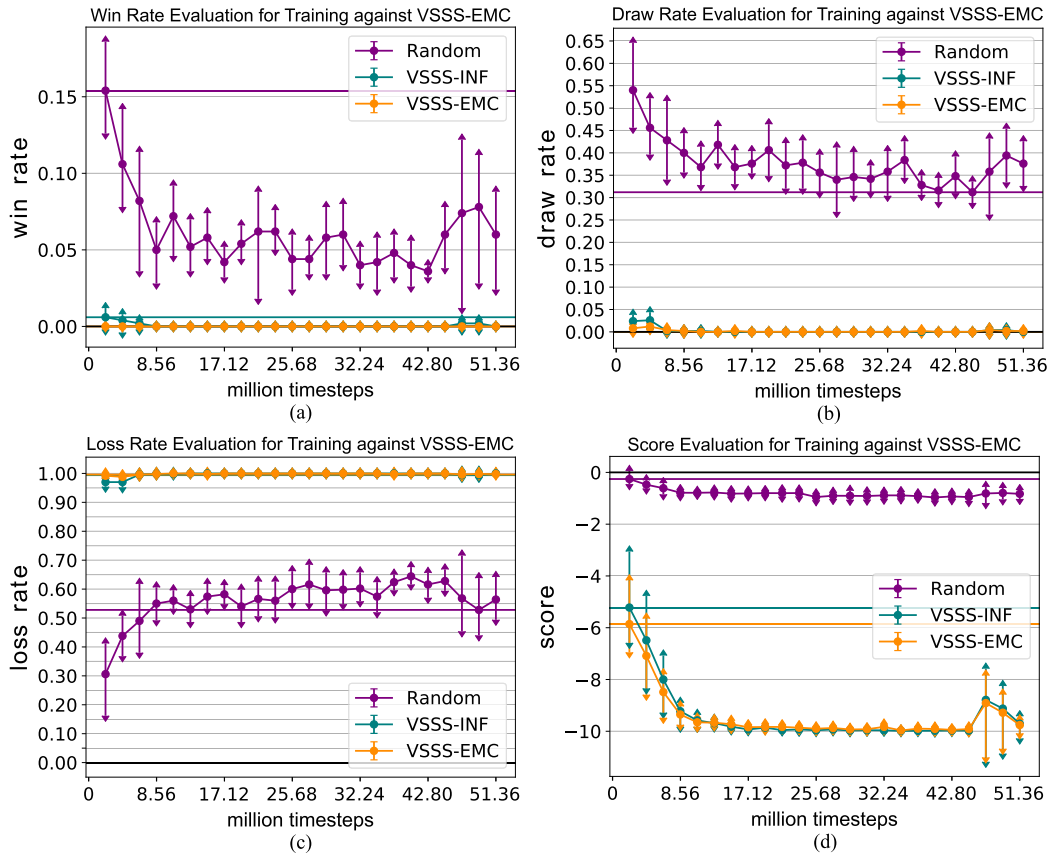 Win Rate Evaluation for Training against VSSS-EMC
win rate
0.15
0.10
0.05
0.00
Random
VSSS-INF
VSSS-EMC
0 8.56 17.12 25.68 32.24 42.80 51.36
million timesteps
(a)
Draw Rate Evaluation for Training against VSSS-EMC
draw rate
0.65
0.60
0.55
0.50
0.45
0.40
0.35
0.30
0.25
0.20
0.15
0.10
0.05
0.00
Random
VSSS-INF
VSSS-EMC
0 8.56 17.12 25.68 32.24 42.80 51.36
million timesteps
(b)
Loss Rate Evaluation for Training against VSSS-EMC
loss rate
1.00
0.90
0.80
0.70
0.60
0.50
0.40
0.30
0.20
0.10
0.00
Random
VSSS-INF
VSSS-EMC
0 8.56 17.12 25.68 32.24 42.80 51.36
million timesteps
(c)
Score Evaluation for Training against VSSS-EMC
score
0
−2
−4
−6
−8
−10
Random
VSSS-INF
VSSS-EMC
0 8.56 17.12 25.68 32.24 42.80 51.36
million timesteps
(d)